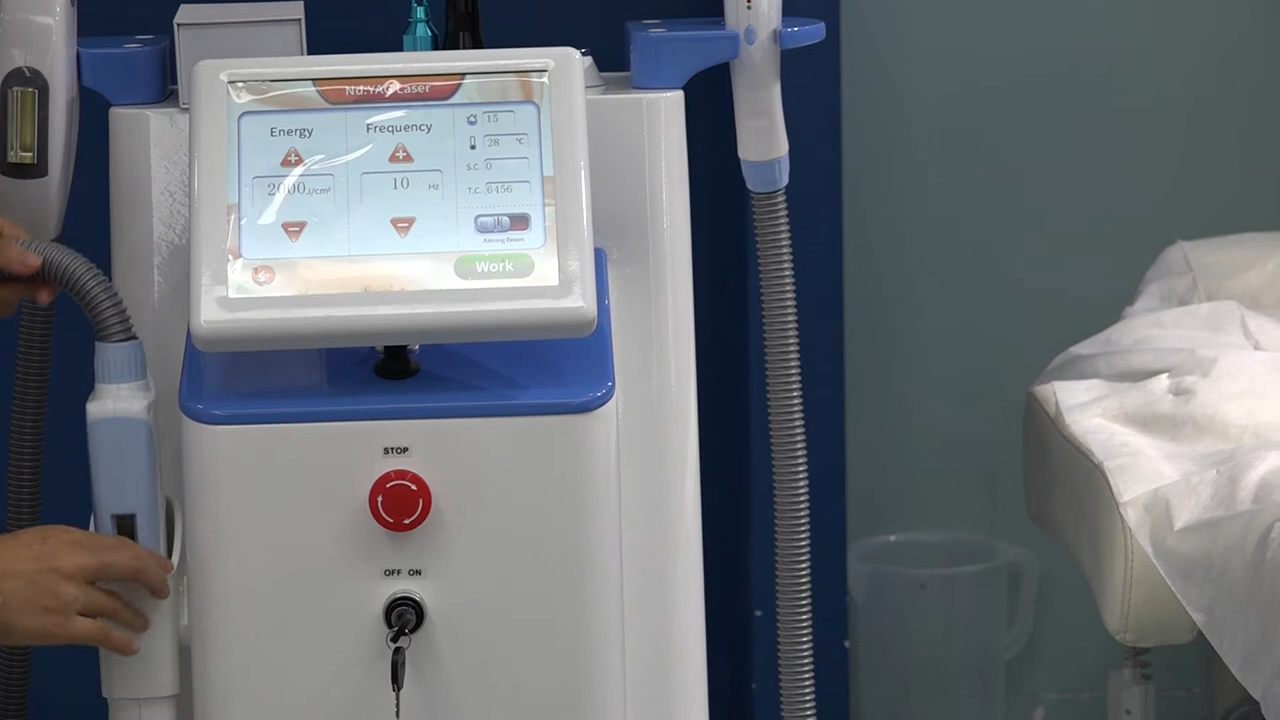 Nd:YAG Laser
Energy
Frequency
2000 J/cm²
10 Hz
15
28 °C
S.C. 0
T.C. 6456
Aiming Beam
Work
STOP
OFF ON